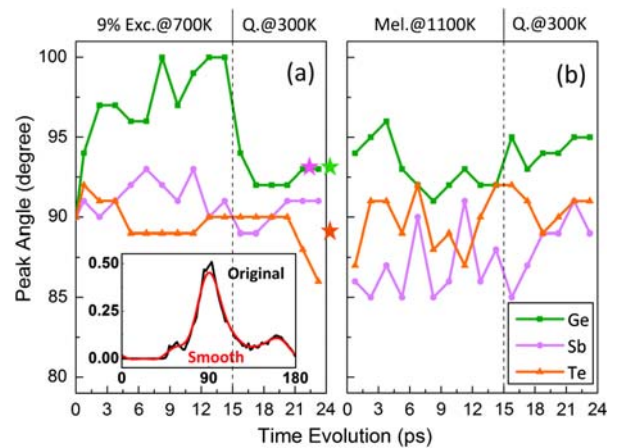 9% Exc.@700K Q.@300K Mel.@1100K Q.@300K
(a) (b)
Peak Angle (degree)
100
95
90
85
80
0.50
0.25
0.00
Original
Smooth
0 90 180
Ge
Sb
Te
0 3 6 9 12 15 18 21 24 0 3 6 9 12 15 18 21 24
Time Evolution (ps)